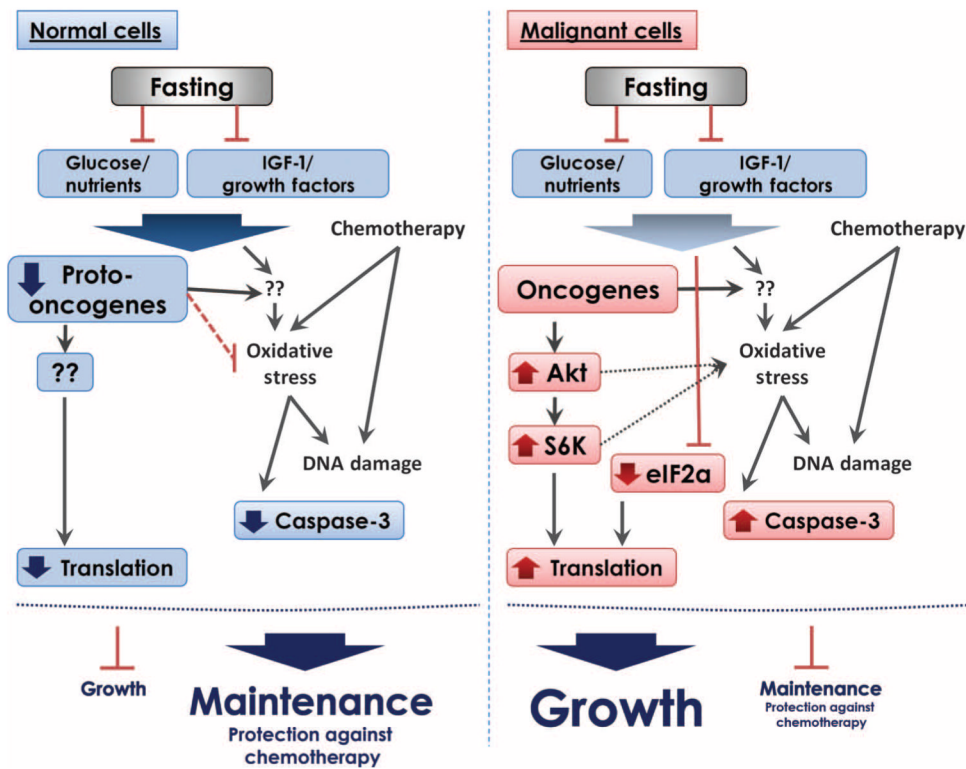 Normal cells
Fasting
Glucose/
nutrients
IGF-1/
growth factors
Chemotherapy
Proto-
oncogenes
??
??
Oxidative
stress
DNA damage
Caspase-3
Translation
Growth
Maintenance
Protection against
chemotherapy
Malignant cells
Fasting
Glucose/
nutrients
IGF-1/
growth factors
Chemotherapy
Oncogenes
??
Akt
Oxidative
stress
S6K
eIF2a
DNA damage
Caspase-3
Translation
Growth
Maintenance
Protection against
chemotherapy